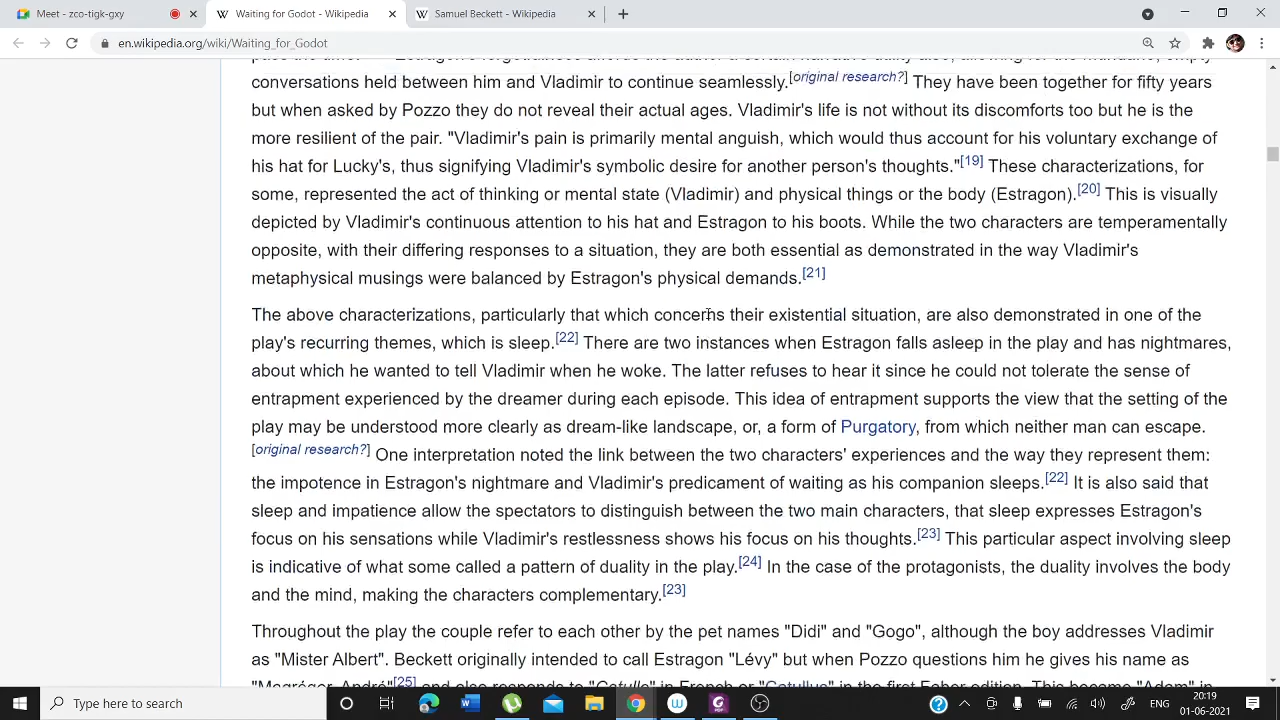 Meet - zco-tigk-gxy
Waiting for Godot - Wikipedia
Samuel Beckett - Wikipedia
en.wikipedia.org/wiki/Waiting_for_Godot
conversations held between him and Vladimir to continue seamlessly.[original research?] They have been together for fifty years
but when asked by Pozzo they do not reveal their actual ages. Vladimir's life is not without its discomforts too but he is the
more resilient of the pair. "Vladimir's pain is primarily mental anguish, which would thus account for his voluntary exchange of
his hat for Lucky's, thus signifying Vladimir's symbolic desire for another person's thoughts."[19] These characterizations, for
some, represented the act of thinking or mental state (Vladimir) and physical things or the body (Estragon).[20] This is visually
depicted by Vladimir's continuous attention to his hat and Estragon to his boots. While the two characters are temperamentally
opposite, with their differing responses to a situation, they are both essential as demonstrated in the way Vladimir's
metaphysical musings were balanced by Estragon's physical demands.[21]
The above characterizations, particularly that which concerns their existential situation, are also demonstrated in one of the
play's recurring themes, which is sleep.[22] There are two instances when Estragon falls asleep in the play and has nightmares,
about which he wanted to tell Vladimir when he woke. The latter refuses to hear it since he could not tolerate the sense of
entrapment experienced by the dreamer during each episode. This idea of entrapment supports the view that the setting of the
play may be understood more clearly as dream-like landscape, or, a form of Purgatory, from which neither man can escape.
[original research?] One interpretation noted the link between the two characters' experiences and the way they represent them:
the impotence in Estragon's nightmare and Vladimir's predicament of waiting as his companion sleeps.[22] It is also said that
sleep and impatience allow the spectators to distinguish between the two main characters, that sleep expresses Estragon's
focus on his sensations while Vladimir's restlessness shows his focus on his thoughts.[23] This particular aspect involving sleep
is indicative of what some called a pattern of duality in the play.[24] In the case of the protagonists, the duality involves the body
and the mind, making the characters complementary.[23]
Throughout the play the couple refer to each other by the pet names "Didi" and "Gogo", although the boy addresses Vladimir
as "Mister Albert". Beckett originally intended to call Estragon "Lévy" but when Pozzo questions him he gives his name as
"Magrégor, André"[25] and also responds to "Catulle" in French or "Catullus" in the first Faber edition. This became "Adam" in
Type here to search
ENG
20:19
01-06-2021